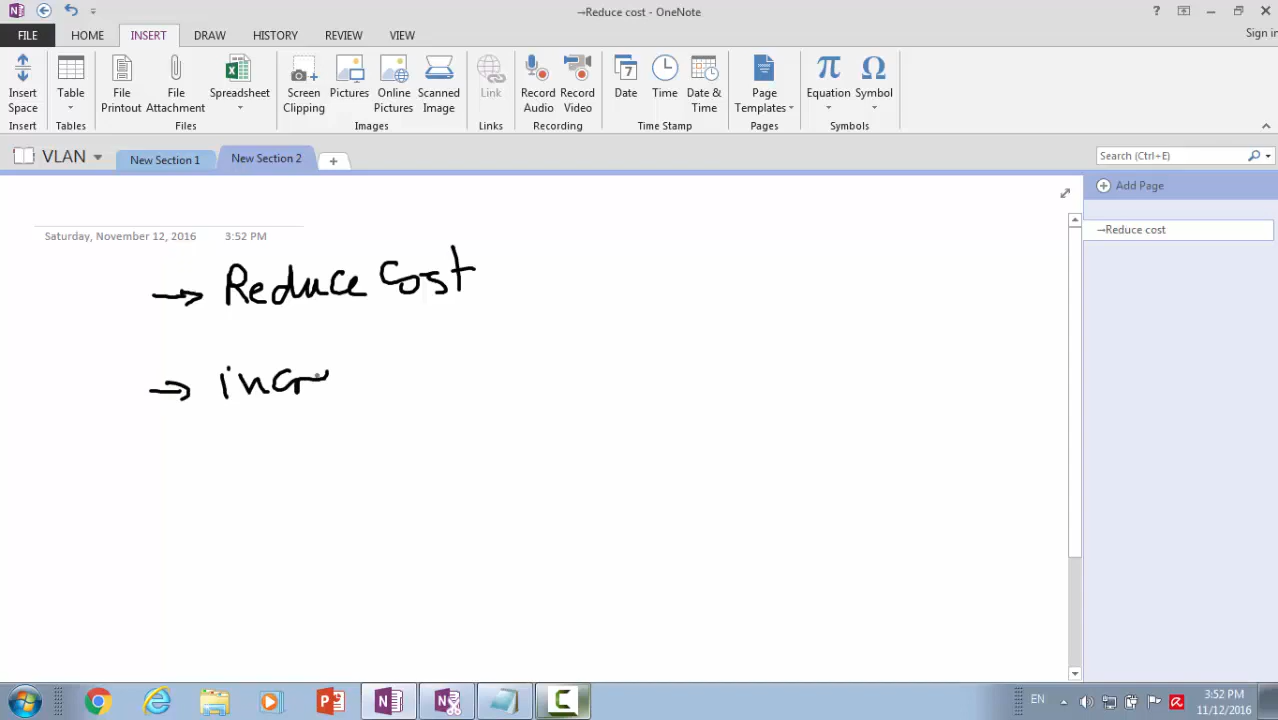 →Reduce cost - OneNote
?
Sign in
FILE HOME INSERT DRAW HISTORY REVIEW VIEW
Insert Space
Table
File Printout
File Attachment
Spreadsheet
Screen Clipping
Pictures
Online Pictures
Scanned Image
Link
Record Audio
Record Video
Date
Time
Date & Time
Page Templates
π Equation
Ω Symbol
Insert Tables Files Images Links Recording Time Stamp Pages Symbols
VLAN New Section 1 New Section 2 +
Search (Ctrl+E)
Add Page
→Reduce cost
Saturday, November 12, 2016 3:52 PM
→ Reduce Cost
→ incr
EN
3:52 PM
11/12/2016